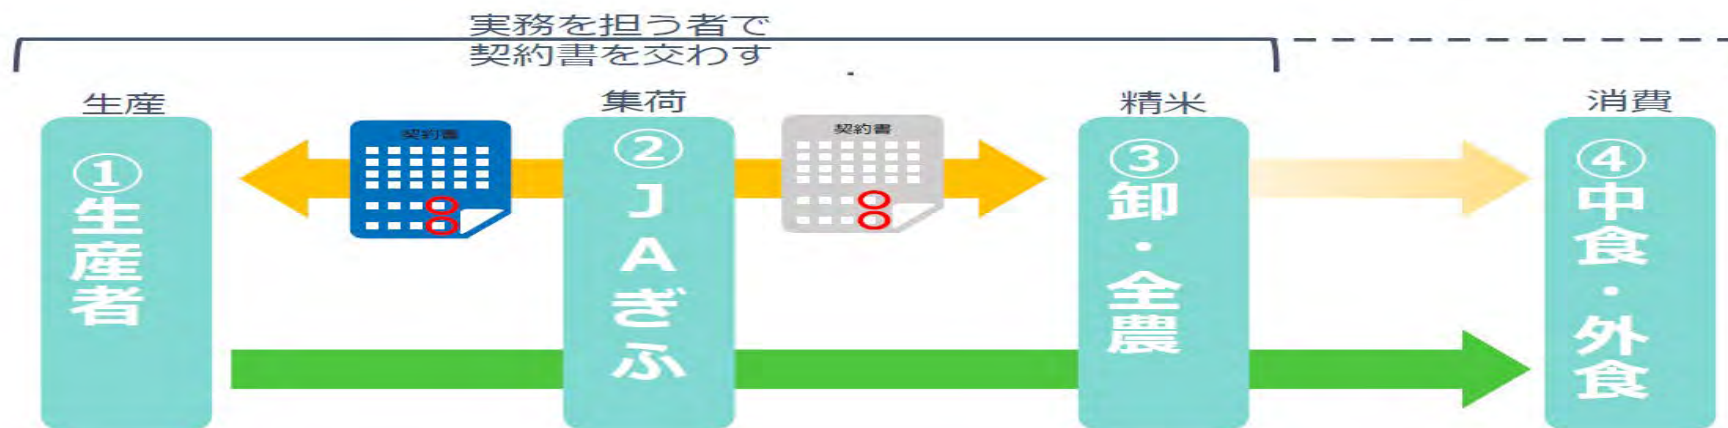 実務を担う者で
契約書を交わす
生産
集荷
精米
消費
契約書
契約書
①生産者
②JAぎふ
③卸・全農
④中食・外食